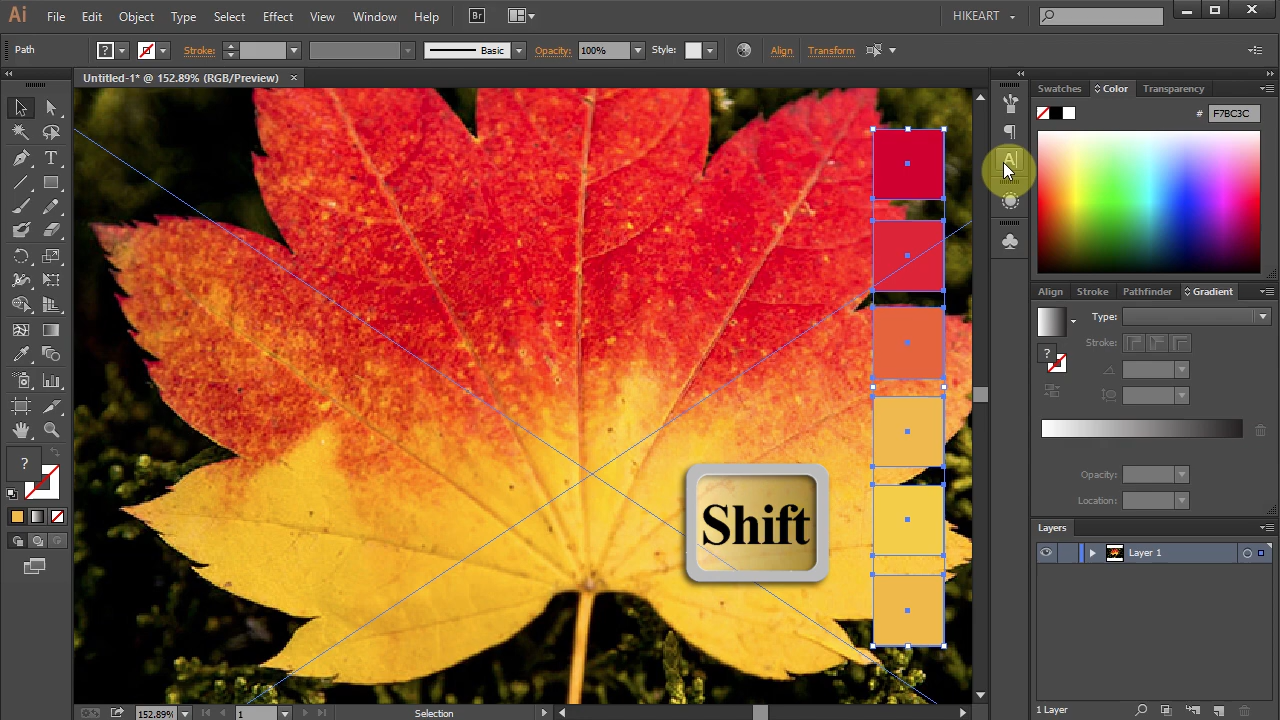 Ai File Edit Object Type Select Effect View Window Help Br HIKEART
Path Stroke: Basic Opacity: 100% Style: Align Transform
Untitled-1* @ 152.89% (RGB/Preview) ×
Swatches Color Transparency
# F7BC3C
A
Align Stroke Pathfinder Gradient
Type:
Stroke:
?
Shift
Opacity:
Location:
Layers
Layer 1
1 Layer
152.89% 1 Selection